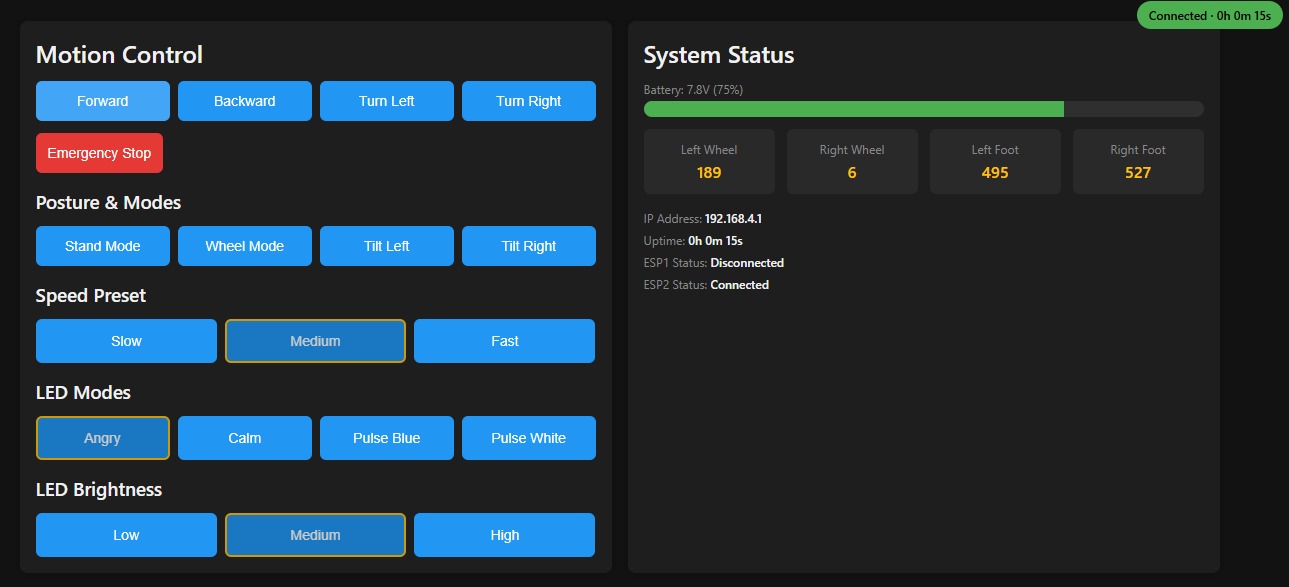 Connected · 0h 0m 15s
Motion Control
Forward
Backward
Turn Left
Turn Right
Emergency Stop
Posture & Modes
Stand Mode
Wheel Mode
Tilt Left
Tilt Right
Speed Preset
Slow
Medium
Fast
LED Modes
Angry
Calm
Pulse Blue
Pulse White
LED Brightness
Low
Medium
High
System Status
Battery: 7.8V (75%)
Left Wheel
189
Right Wheel
6
Left Foot
495
Right Foot
527
IP Address: 192.168.4.1
Uptime: 0h 0m 15s
ESP1 Status: Disconnected
ESP2 Status: Connected